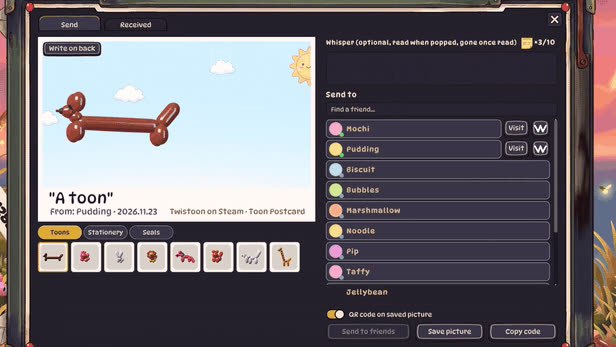 Send
Received
Write on back
"A toon"
From: Pudding • 2026.11.23
Twistoon on Steam • Toon Postcard
Toons
Stationery
Seals
Whisper (optional, read when popped, gone once read)
×3/10
Send to
Find a friend...
Mochi
Visit
W
Pudding
Visit
W
Biscuit
Bubbles
Marshmallow
Noodle
Pip
Taffy
Jellybean
QR code on saved picture
Send to friends
Save picture
Copy code